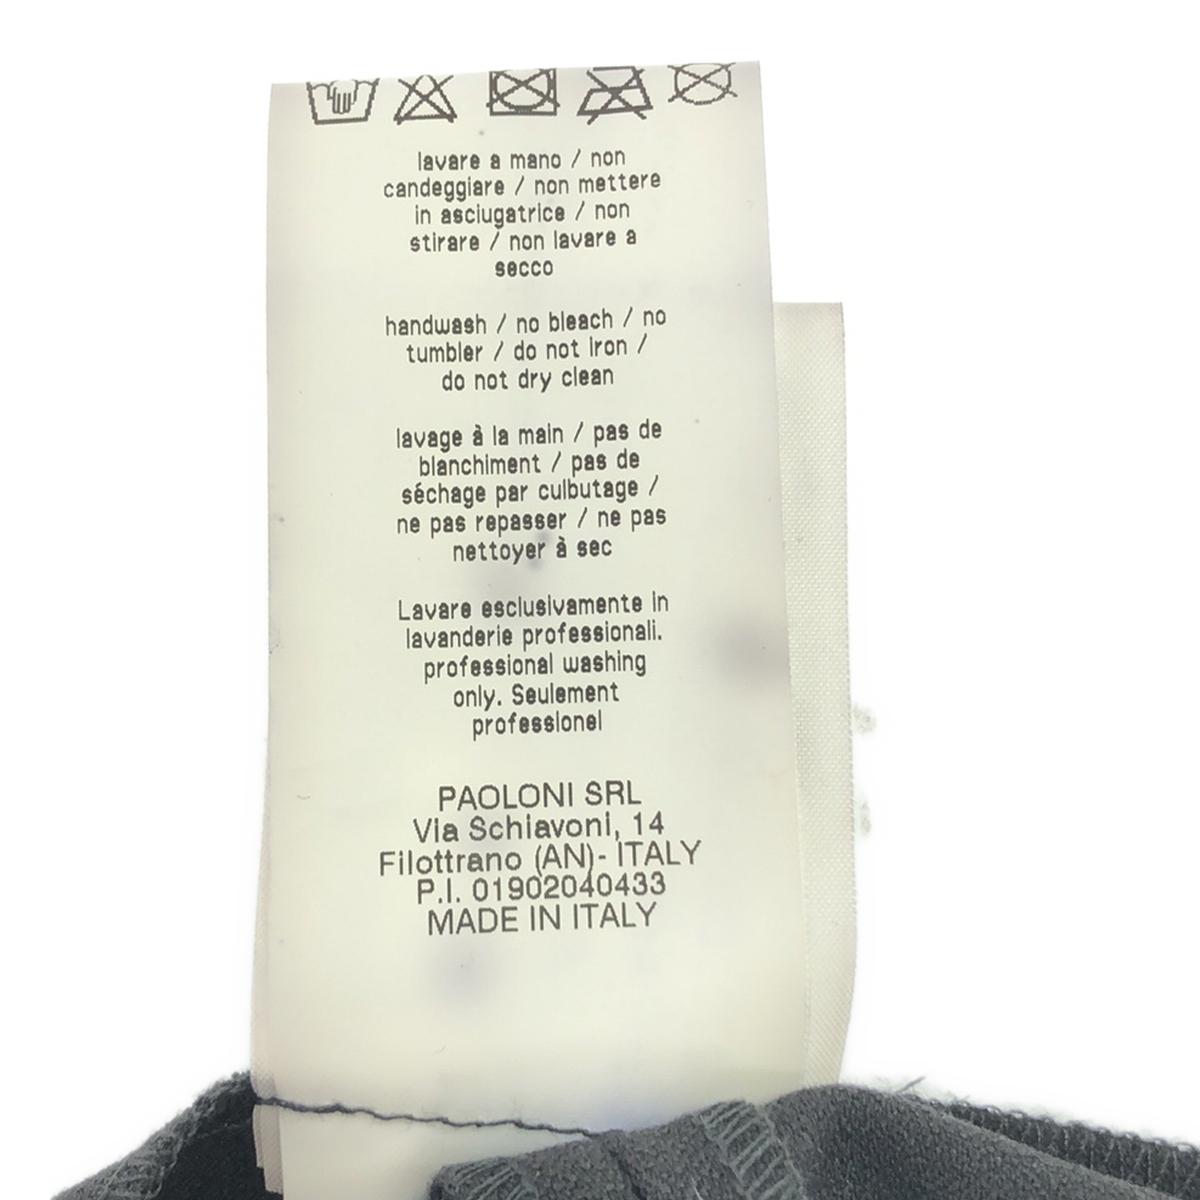 lavare a mano / non
candeggiare / non mettere
in asciugatrice / non
stirare / non lavare a
secco
handwash / no bleach / no
tumbler / do not iron /
do not dry clean
lavage à la main / pas de
blanchiment / pas de
séchage par culbutage /
ne pas repasser / ne pas
nettoyer à sec
Lavare esclusivamente in
lavanderie professionali.
professional washing
only. Seulement
professionel
PAOLONI SRL
Via Schiavoni, 14
Filottrano (AN)- ITALY
P.I. 01902040433
MADE IN ITALY